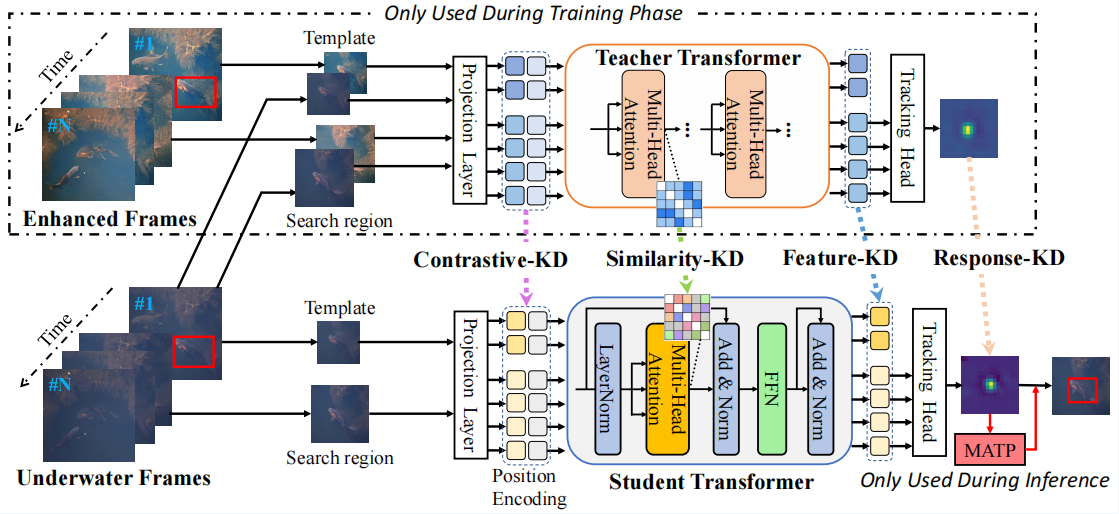 Only Used During Training Phase
Time
#1
#N
Enhanced Frames
Template
Search region
Projection Layer
Teacher Transformer
Multi-Head Attention
...
Multi-Head Attention
...
Tracking Head
Contrastive-KD
Similarity-KD
Feature-KD
Response-KD
Time
#1
#N
Underwater Frames
Template
Search region
Projection Layer
Position
Encoding
LayerNorm
Multi-Head Attention
Add & Norm
FFN
Add & Norm
Student Transformer
Tracking Head
MATP
Only Used During Inference